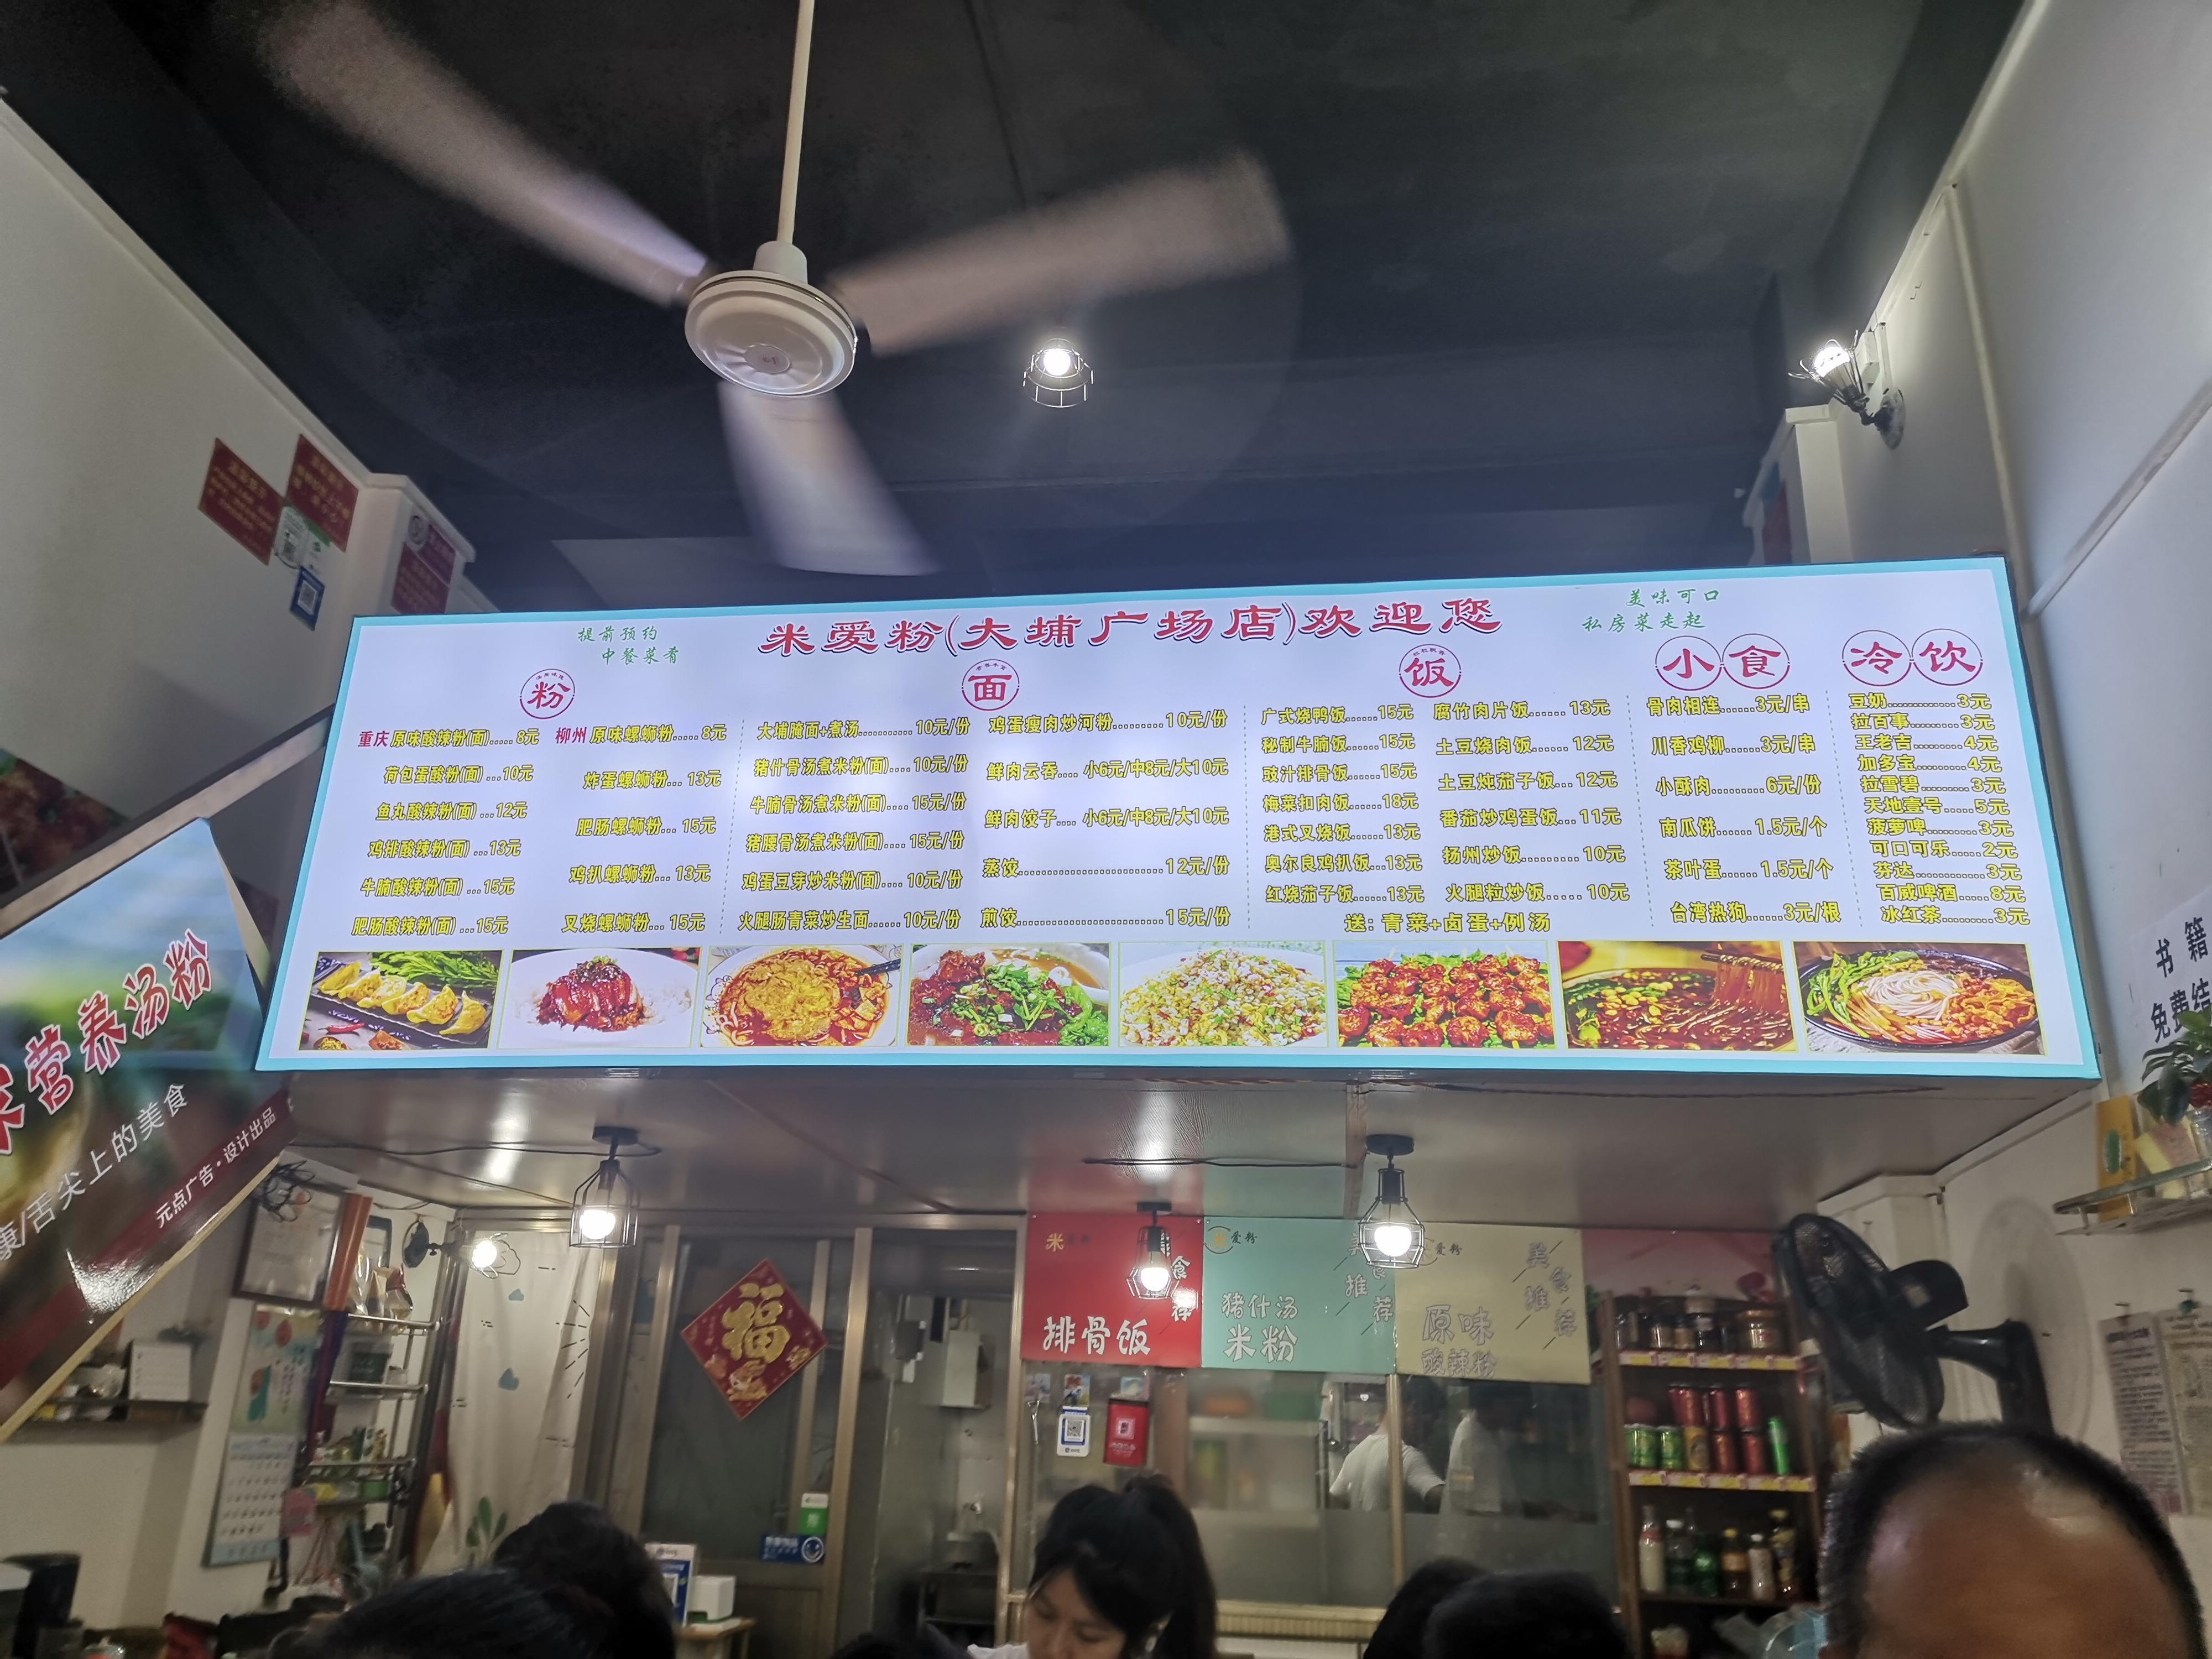 提前预约
中餐菜肴
米爱粉(大埔广场店)欢迎您
美味可口
私房菜走起
粉
重庆原味酸辣粉(面)......8元
荷包蛋酸粉(面)...10元
鱼丸酸辣粉(面)...12元
鸡排酸辣粉(面)...13元
牛腩酸辣粉(面)...15元
肥肠酸辣粉(面)...15元
柳州原味螺蛳粉.....8元
炸蛋螺蛳粉...13元
肥肠螺蛳粉...15元
鸡扒螺蛳粉...13元
叉烧螺蛳粉...15元
面
大埔腌面+煮汤...........10元/份
猪什骨汤煮米粉(面)....10元/份
牛腩骨汤煮米粉(面)....15元/份
猪腰骨汤煮米粉(面)....15元/份
鸡蛋豆芽炒米粉(面)....10元/份
火腿肠青菜炒生面......10元/份
鸡蛋瘦肉炒河粉.........10元/份
鲜肉云吞....小6元/中8元/大10元
鲜肉饺子....小6元/中8元/大10元
蒸饺..........................12元/份
煎饺..........................15元/份
饭
广式烧鸭饭......15元
秘制牛腩饭......15元
豉汁排骨饭......15元
梅菜扣肉饭......18元
港式叉烧饭......13元
奥尔良鸡扒饭...13元
红烧茄子饭......13元
腐竹肉片饭......13元
土豆烧肉饭......12元
土豆炖茄子饭...12元
番茄炒鸡蛋饭...11元
扬州炒饭.........10元
火腿粒炒饭.....10元
送：青菜+卤蛋+例汤
小食
骨肉相连......3元/串
川香鸡柳......3元/串
小酥肉.........6元/份
南瓜饼.......1.5元/个
茶叶蛋.......1.5元/个
台湾热狗.......3元/根
冷饮
豆奶............3元
拉百事.........3元
王老吉.........4元
加多宝.........4元
拉雪碧.........3元
天地壹号.....5元
菠萝啤.........3元
可口可乐.....2元
芬达............3元
百威啤酒.....8元
冰红茶.........3元
营养汤粉
康/舌尖上的美食
元点广告·设计出品
书籍
免费
福
米爱粉
美食推荐
排骨饭
爱粉
美食推荐
猪什汤
米粉
爱粉
美食推荐
原味
酸辣粉